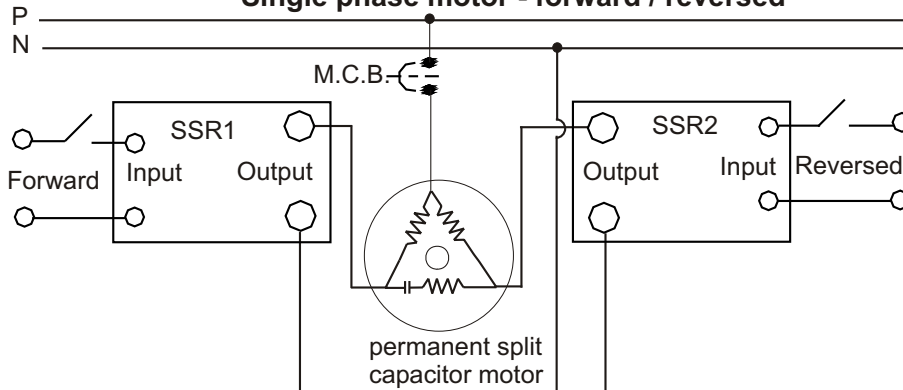 Single phase motor - forward / reversed
P
N
M.C.B.
SSR1
Input
Output
Forward
SSR2
Output
Input
Reversed
permanent split
capacitor motor